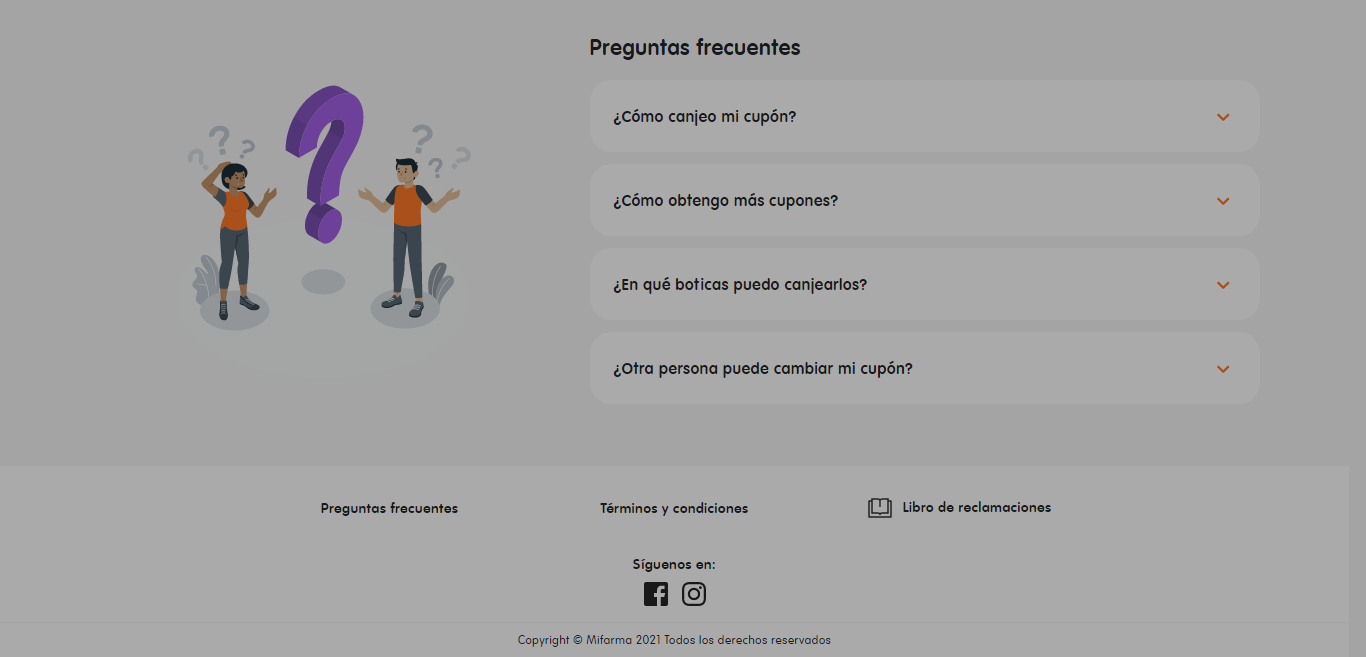 Preguntas frecuentes
¿Cómo canjeo mi cupón?
¿Cómo obtengo más cupones?
¿En qué boticas puedo canjearlos?
¿Otra persona puede cambiar mi cupón?
Preguntas frecuentes
Términos y condiciones
Libro de reclamaciones
Síguenos en:
Copyright © Mifarma 2021 Todos los derechos reservados